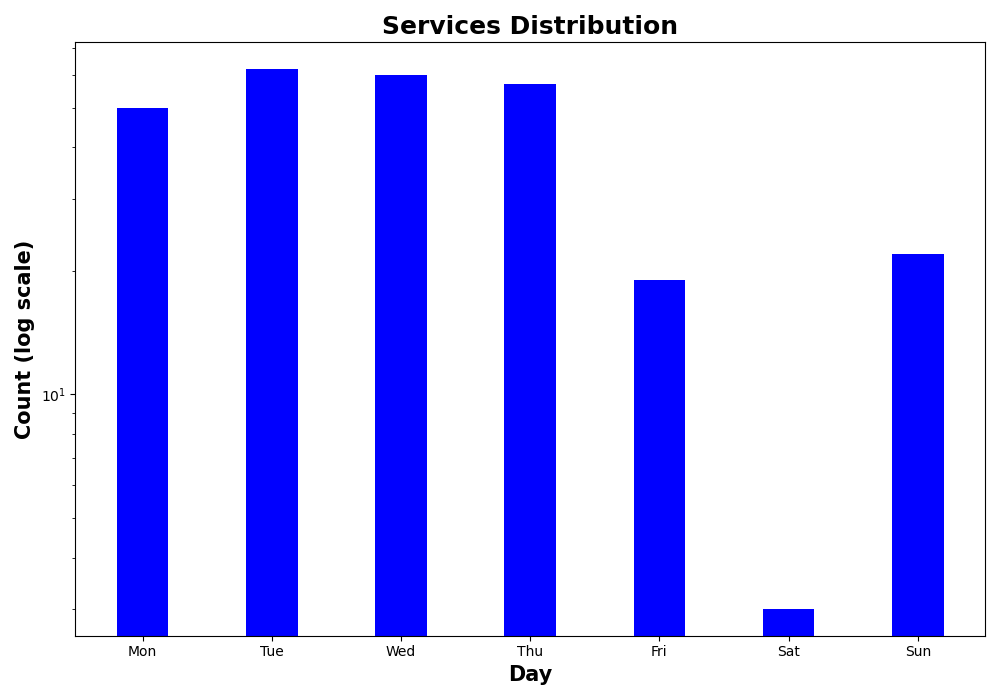 Services Distribution
Count (log scale)
10¹
Mon Tue Wed Thu Fri Sat Sun
Day